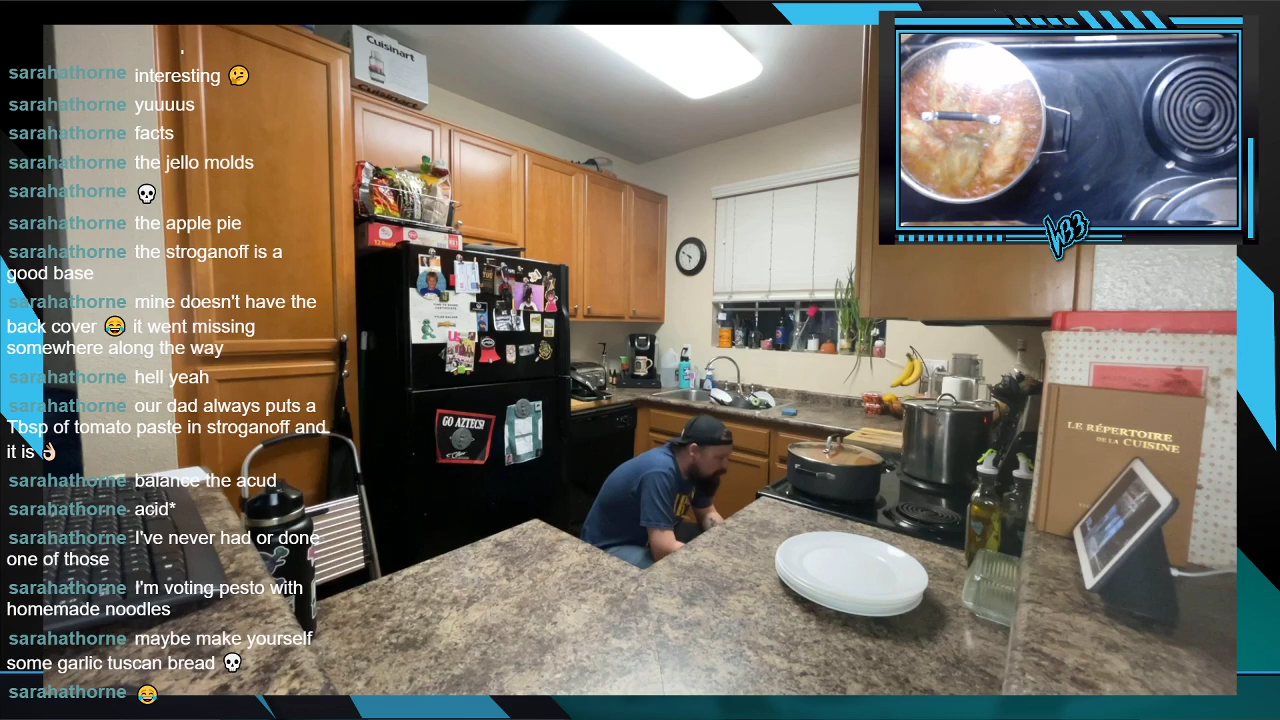 sarahathorne interesting 🤔
sarahathorne yuuuus
sarahathorne facts
sarahathorne the jello molds
sarahathorne 💀
sarahathorne the apple pie
sarahathorne the stroganoff is a
good base
sarahathorne mine doesn't have the
back cover 😂 it went missing
somewhere along the way
sarahathorne hell yeah
sarahathorne our dad always puts a
Tbsp of tomato paste in stroganoff and
it is 👌🏻
sarahathorne balance the acud
sarahathorne acid*
sarahathorne I've never had or done
one of those
sarahathorne I'm voting pesto with
homemade noodles
sarahathorne maybe make yourself
some garlic tuscan bread 💀
sarahathorne 😂
Cuisinart
Cuisinart
GO AZTECS!
W33
LE RÉPERTOIRE
DE LA CUISINE